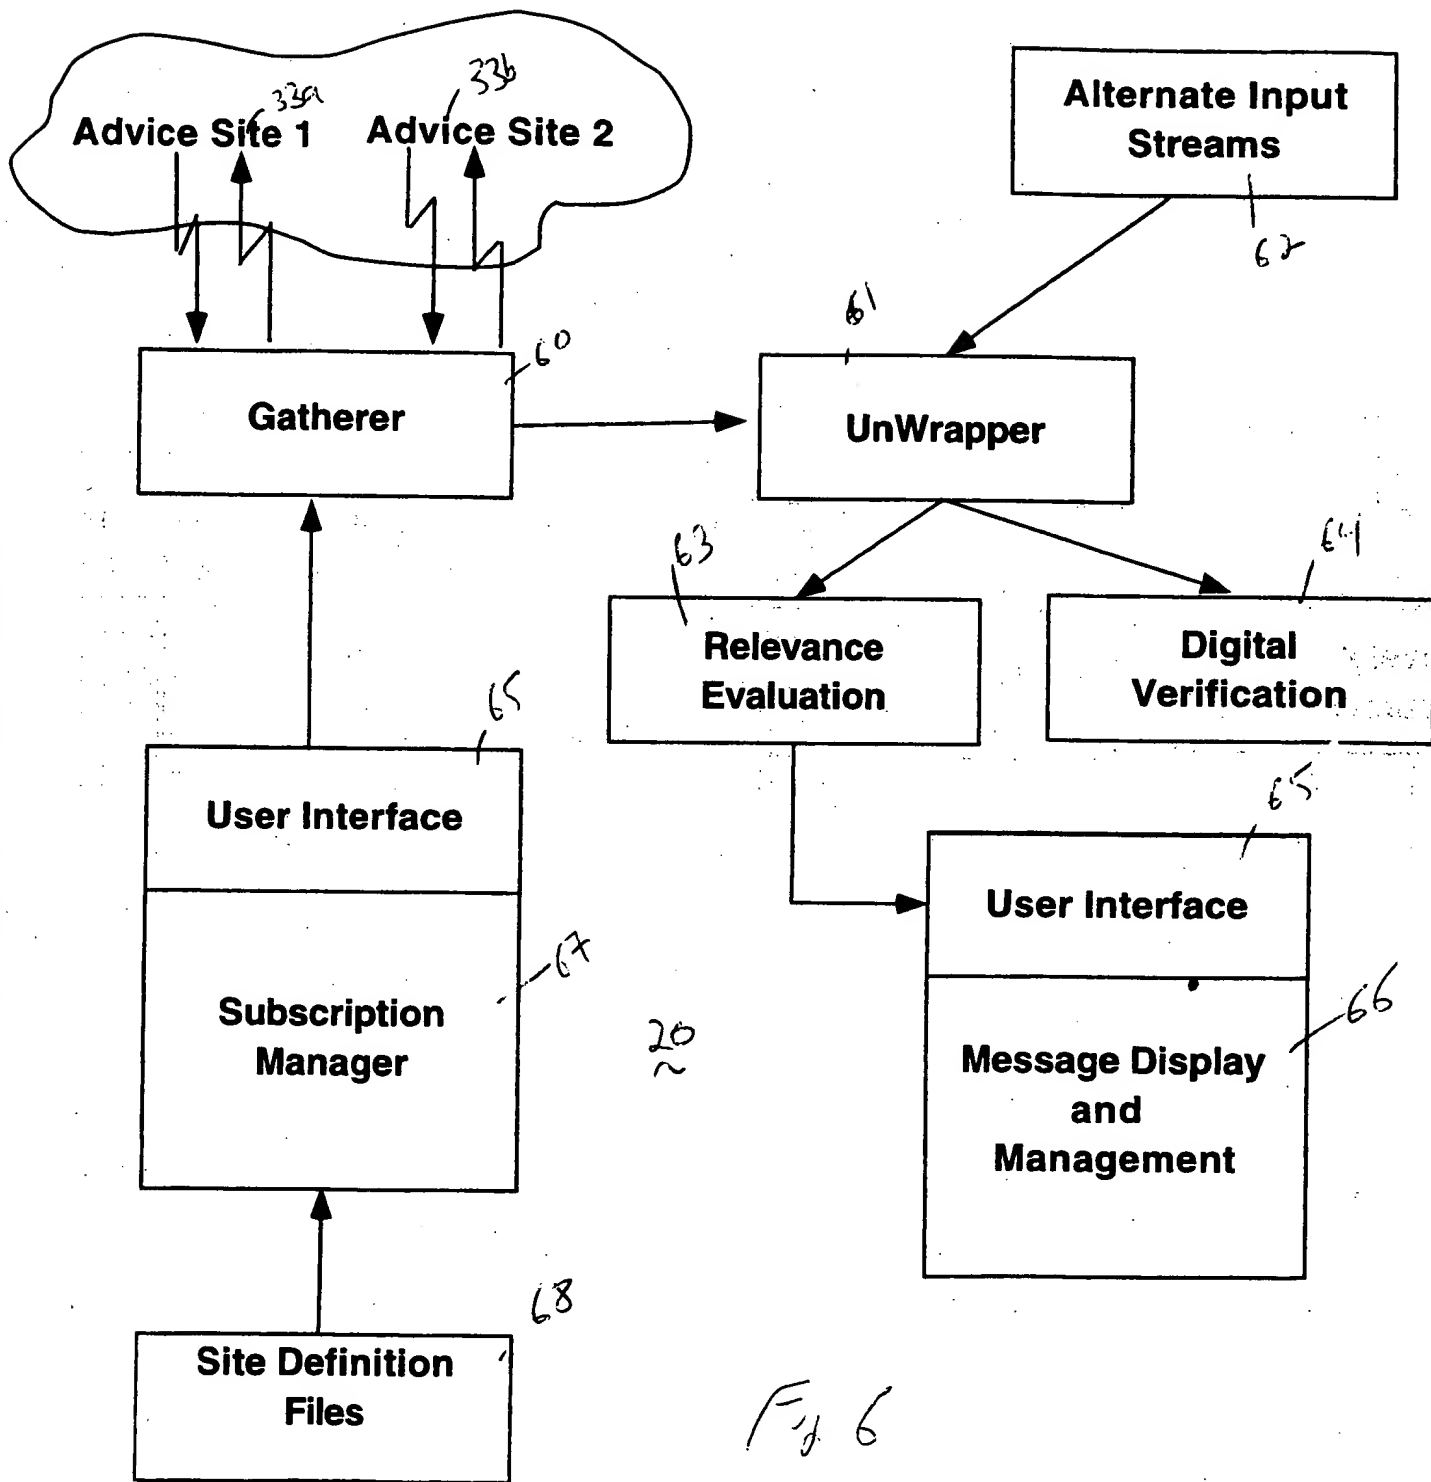 33a
33b
Advice Site 1
Advice Site 2
Alternate Input
Streams
62
60
Gatherer
61
UnWrapper
63
Relevance
Evaluation
64
Digital
Verification
65
User Interface
67
Subscription
Manager
20
65
User Interface
66
Message Display
and
Management
68
Site Definition
Files
Fig 6